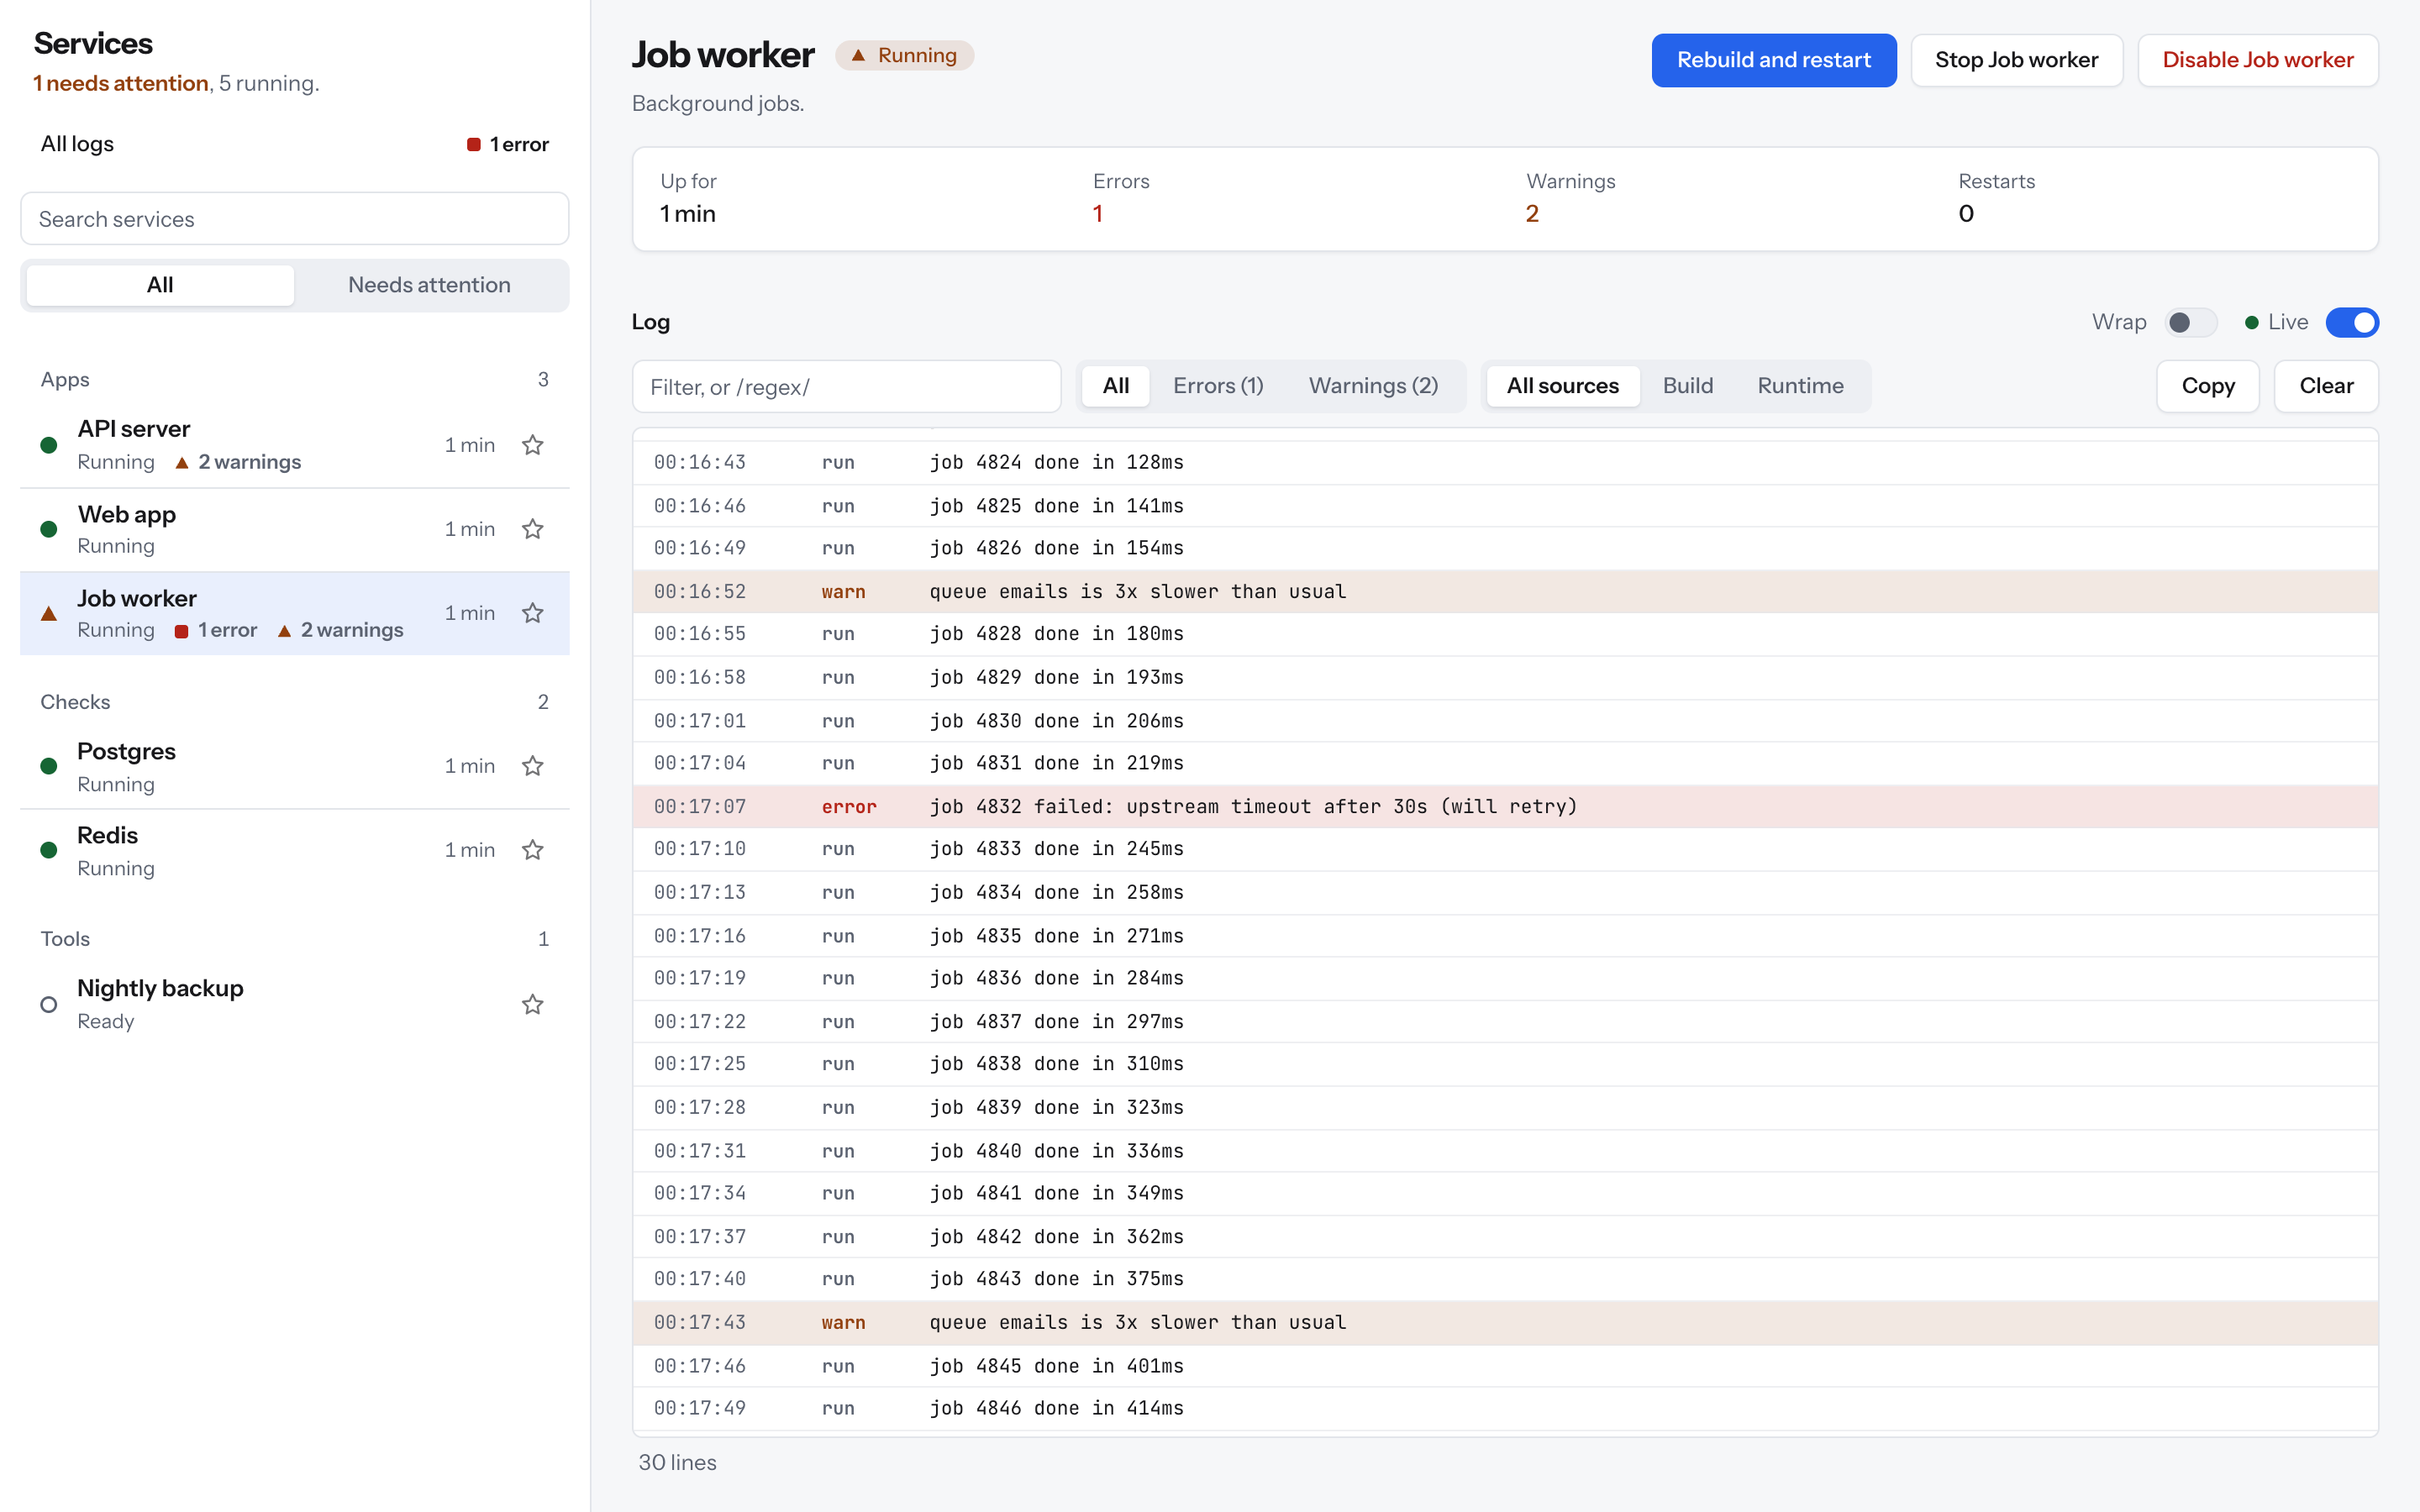 Services
1 needs attention, 5 running.
All logs
1 error
Search services
All
Needs attention
Apps
3
API server
Running
2 warnings
1 min
Web app
Running
1 min
Job worker
Running
1 error
2 warnings
1 min
Checks
2
Postgres
Running
1 min
Redis
Running
1 min
Tools
1
Nightly backup
Ready
Job worker
Running
Background jobs.
Rebuild and restart
Stop Job worker
Disable Job worker
Up for
1 min
Errors
1
Warnings
2
Restarts
0
Log
Wrap
Live
Filter, or /regex/
All
Errors (1)
Warnings (2)
All sources
Build
Runtime
Copy
Clear
00:16:43 run job 4824 done in 128ms
00:16:46 run job 4825 done in 141ms
00:16:49 run job 4826 done in 154ms
00:16:52 warn queue emails is 3x slower than usual
00:16:55 run job 4828 done in 180ms
00:16:58 run job 4829 done in 193ms
00:17:01 run job 4830 done in 206ms
00:17:04 run job 4831 done in 219ms
00:17:07 error job 4832 failed: upstream timeout after 30s (will retry)
00:17:10 run job 4833 done in 245ms
00:17:13 run job 4834 done in 258ms
00:17:16 run job 4835 done in 271ms
00:17:19 run job 4836 done in 284ms
00:17:22 run job 4837 done in 297ms
00:17:25 run job 4838 done in 310ms
00:17:28 run job 4839 done in 323ms
00:17:31 run job 4840 done in 336ms
00:17:34 run job 4841 done in 349ms
00:17:37 run job 4842 done in 362ms
00:17:40 run job 4843 done in 375ms
00:17:43 warn queue emails is 3x slower than usual
00:17:46 run job 4845 done in 401ms
00:17:49 run job 4846 done in 414ms
30 lines